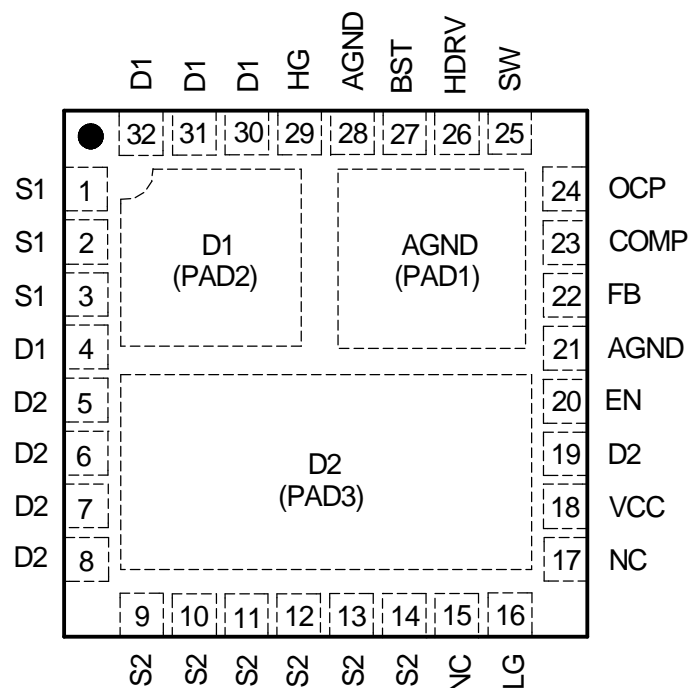 D1 D1 D1 HG AGND BST HDRV SW
32 31 30 29 28 27 26 25
S1 1 24 OCP
S1 2 23 COMP
S1 3 22 FB
D1 4 21 AGND
D2 5 20 EN
D2 6 19 D2
D2 7 18 VCC
D2 8 17 NC
D1
(PAD2)
AGND
(PAD1)
D2
(PAD3)
9 10 11 12 13 14 15 16
S2 S2 S2 S2 S2 S2 NC LG